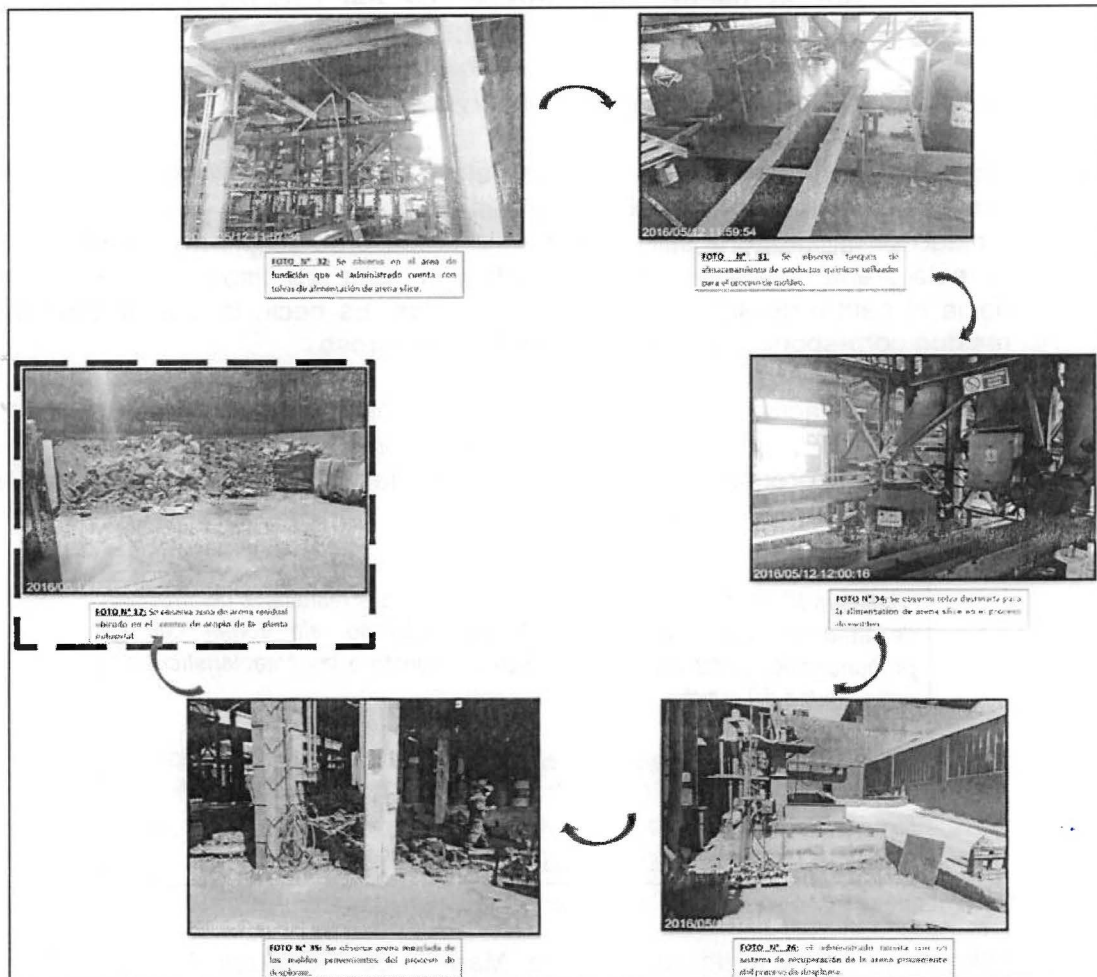 2016/05/12 11:59:54
FOTO N° 32: Se observa en el área de
fundición que el administrado cuenta con
tolvas de alimentación de arena sílice.
FOTO N° 31. Se observa tanques de
almacenamiento de productos químicos utilizados
para el proceso de moldeo.
2016/05/12 12:00:16
FOTO N° 34: Se observa tolva destinada para
la alimentación de arena sílice en el proceso
de moldeo.
2016/05
FOTO N° 26: el administrado cuenta con un
sistema de recuperación de la arena proveniente
del proceso de desplome.
FOTO N° 35: Se observa arena mezclada de
los moldes provenientes del proceso de
desplome.
2016/0
FOTO N° 17: Se observa zona de arena residual
ubicado en el centro de acopio de la planta
industrial